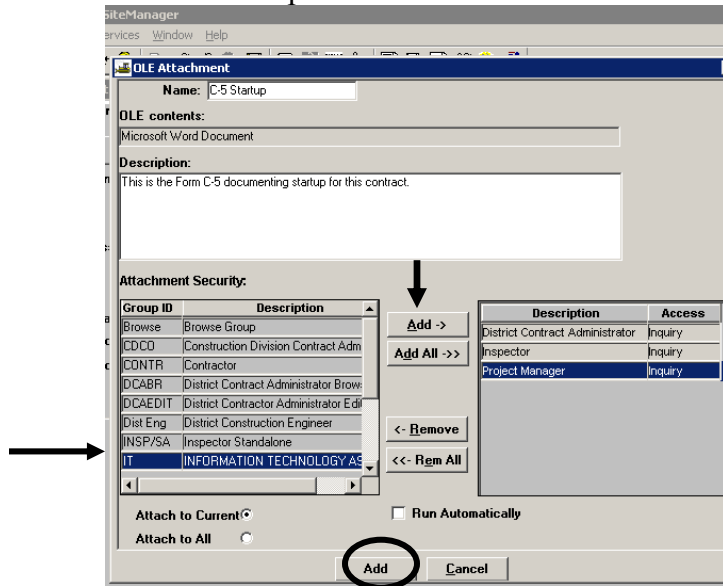 SiteManager
ervices Window Help
OLE Attachment
Name: C-5 Startup
OLE contents:
Microsoft Word Document
Description:
This is the Form C-5 documenting startup for this contract.
Attachment Security:
Group ID Description
Browse Browse Group
CDCO Construction Division Contract Adm
CONTR Contractor
DCABR District Contract Administrator Brow
DCAEDIT District Contractor Administrator Edi
Dist Eng District Construction Engineer
INSP/SA Inspector Standalone
IT INFORMATION TECHNOLOGY AS
Add ->
Add All ->>
<- Remove
<<- Rem All
Description Access
District Contract Administrator Inquiry
Inspector Inquiry
Project Manager Inquiry
Attach to Current
Attach to All
Run Automatically
Add Cancel